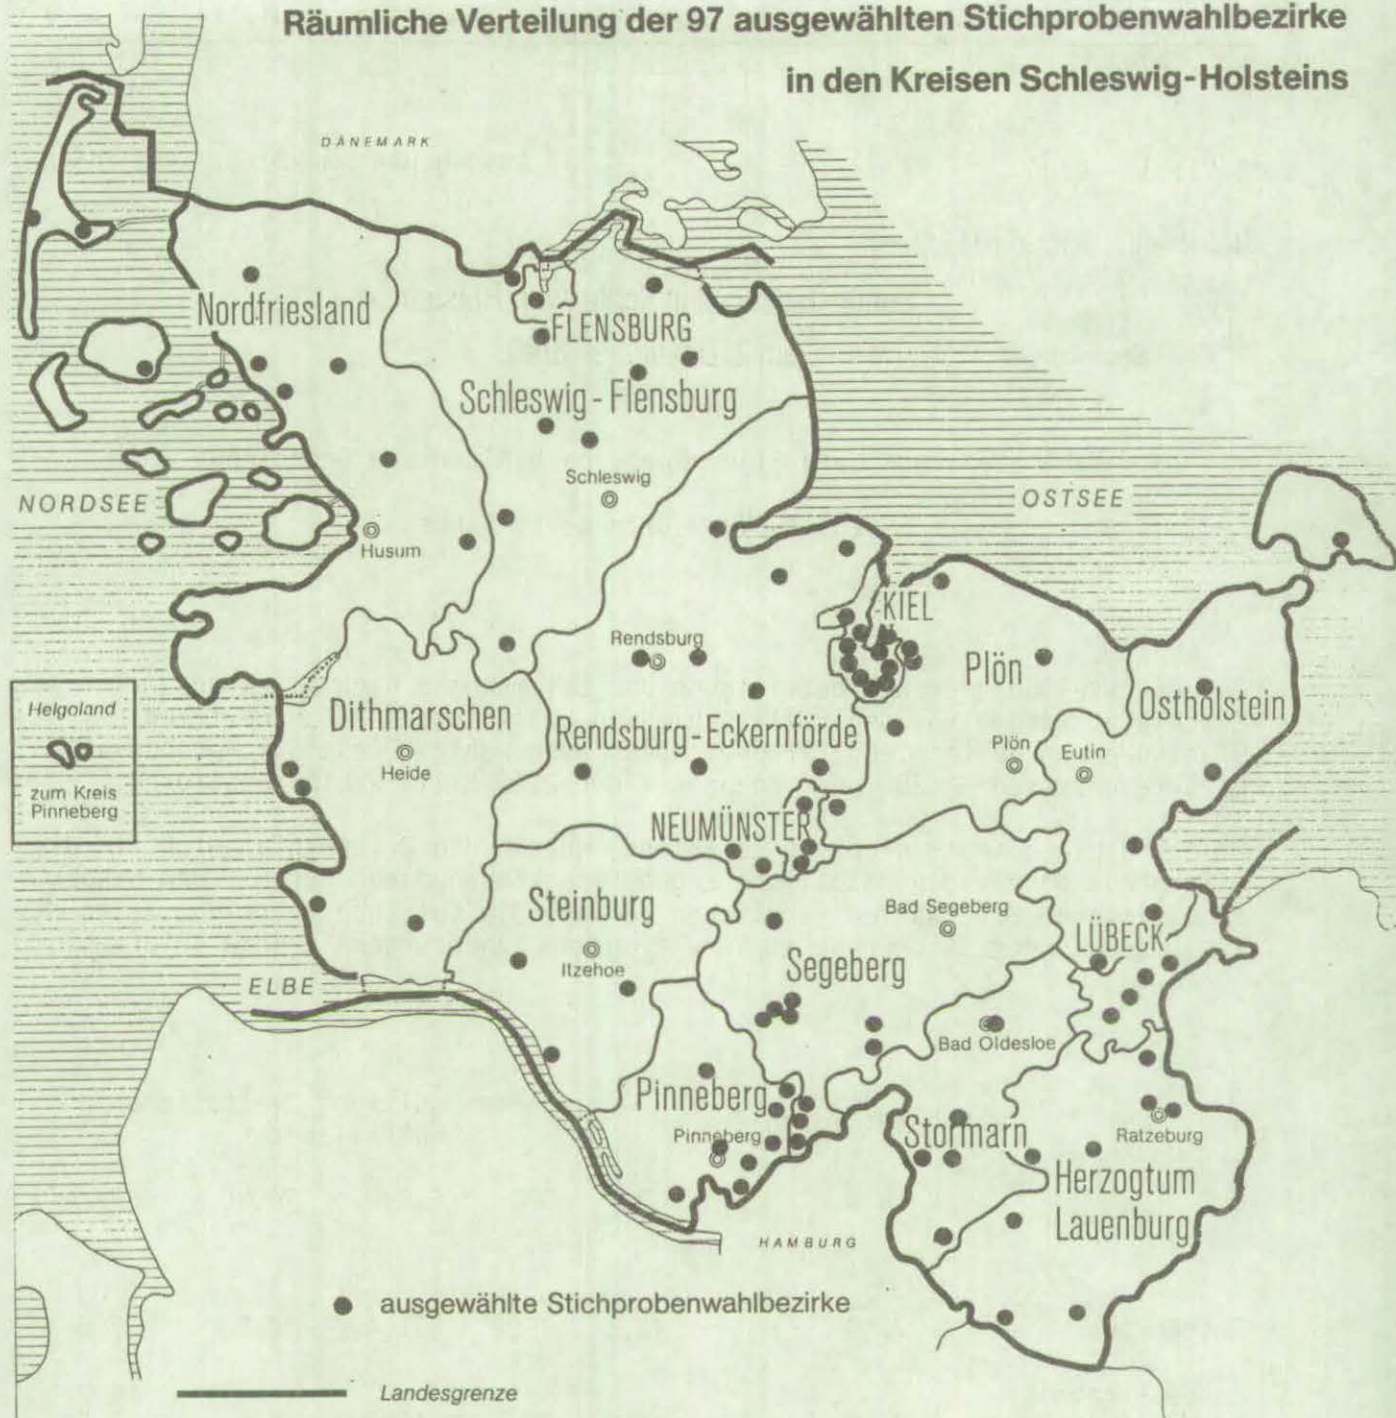 Räumliche Verteilung der 97 ausgewählten Stichprobenwahlbezirke
in den Kreisen Schleswig-Holsteins
DÄNEMARK
Nordfriesland
FLENSBURG
Schleswig - Flensburg
Schleswig
NORDSEE
OSTSEE
Husum
KIEL
Rendsburg
Plön
Ostholstein
Helgoland
zum Kreis
Pinneberg
Dithmarschen
Heide
Rendsburg - Eckernförde
Plön
Eutin
NEUMÜNSTER
Steinburg
Itzehoe
Bad Segeberg
LÜBECK
Segeberg
ELBE
Bad Oldesloe
Pinneberg
Pinneberg
Stormarn
Ratzeburg
Herzogtum
Lauenburg
HAMBURG
ausgewählte Stichprobenwahlbezirke
Landesgrenze